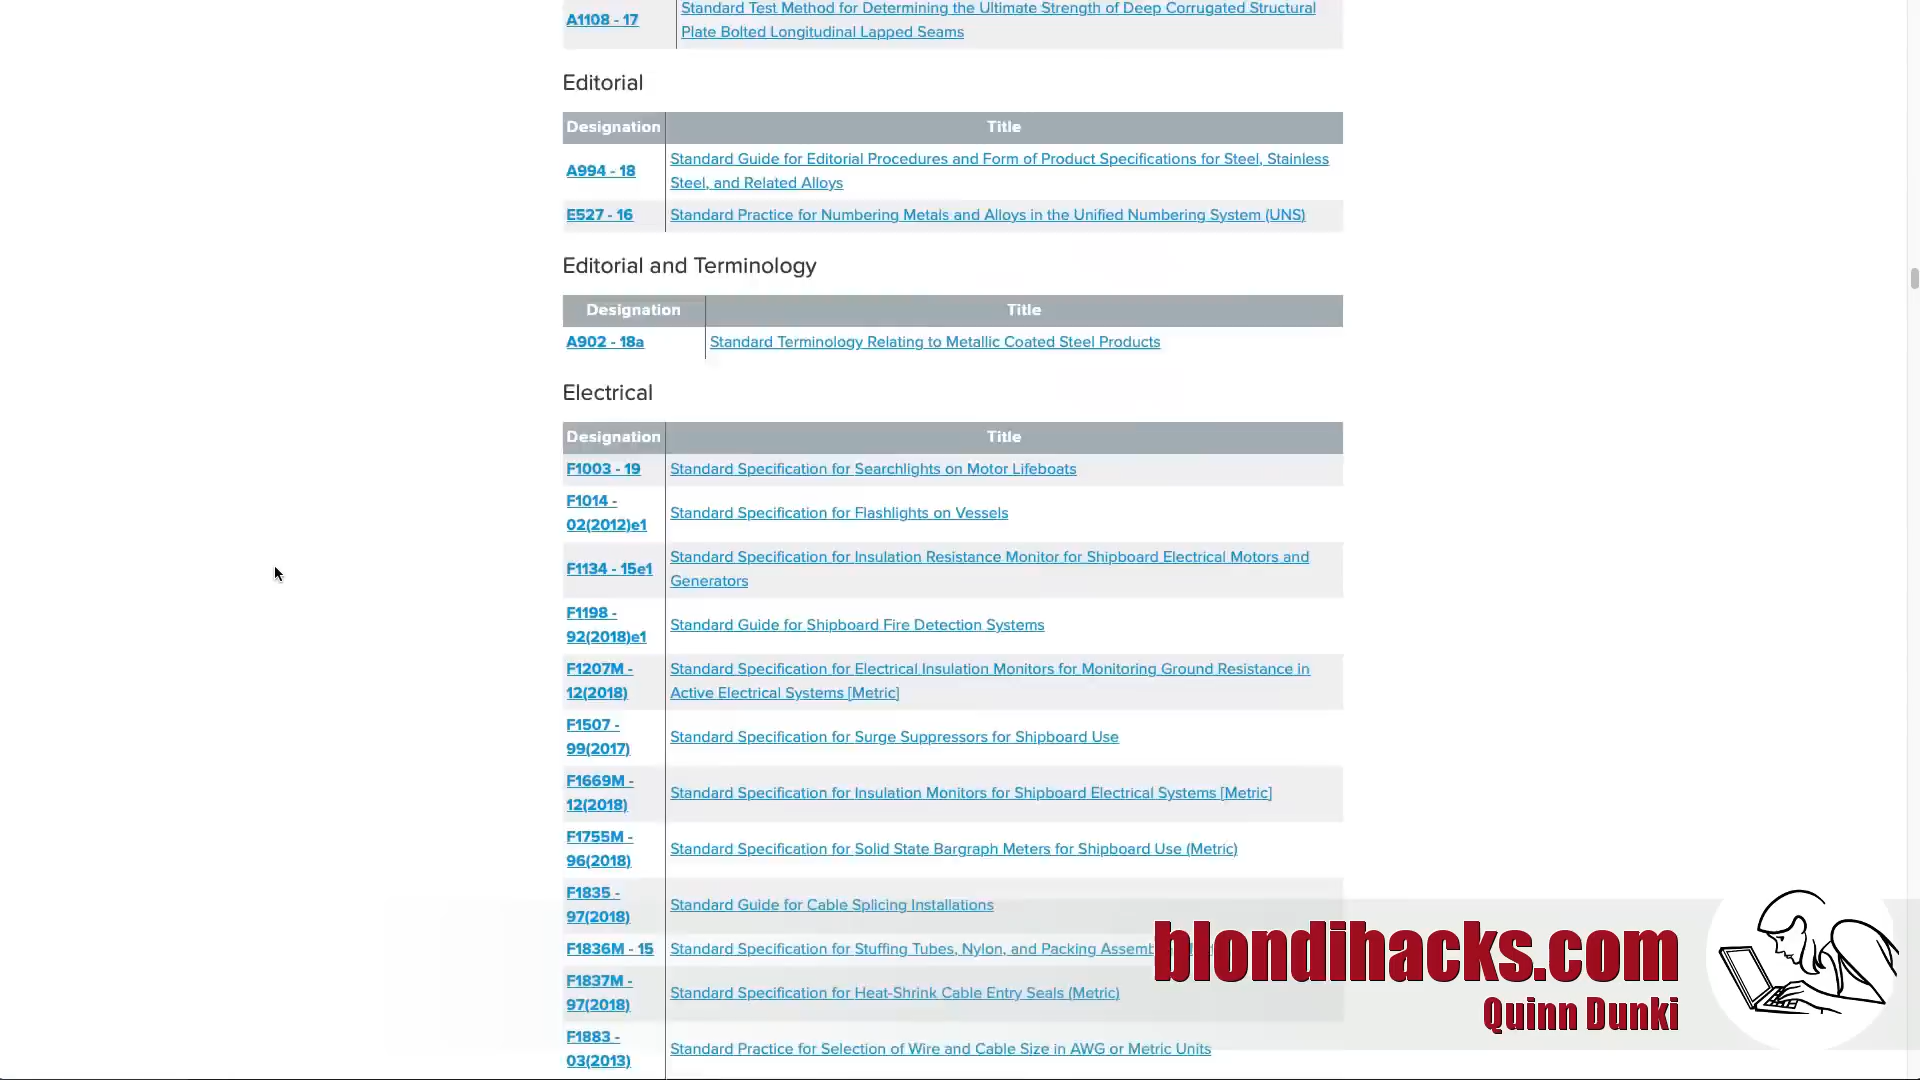 A1108 - 17
Standard Test Method for Determining the Ultimate Strength of Deep Corrugated Structural
Plate Bolted Longitudinal Lapped Seams
Editorial
Designation
Title
A994 - 18
Standard Guide for Editorial Procedures and Form of Product Specifications for Steel, Stainless
Steel, and Related Alloys
E527 - 16
Standard Practice for Numbering Metals and Alloys in the Unified Numbering System (UNS)
Editorial and Terminology
Designation
Title
A902 - 18a
Standard Terminology Relating to Metallic Coated Steel Products
Electrical
Designation
Title
F1003 - 19
Standard Specification for Searchlights on Motor Lifeboats
F1014 -
02(2012)e1
Standard Specification for Flashlights on Vessels
F1134 - 15e1
Standard Specification for Insulation Resistance Monitor for Shipboard Electrical Motors and
Generators
F1198 -
92(2018)e1
Standard Guide for Shipboard Fire Detection Systems
F1207M -
12(2018)
Standard Specification for Electrical Insulation Monitors for Monitoring Ground Resistance in
Active Electrical Systems [Metric]
F1507 -
99(2017)
Standard Specification for Surge Suppressors for Shipboard Use
F1669M -
12(2018)
Standard Specification for Insulation Monitors for Shipboard Electrical Systems [Metric]
F1755M -
96(2018)
Standard Specification for Solid State Bargraph Meters for Shipboard Use (Metric)
F1835 -
97(2018)
Standard Guide for Cable Splicing Installations
F1836M - 15
Standard Specification for Stuffing Tubes, Nylon, and Packing
F1837M -
97(2018)
Standard Specification for Heat-Shrink Cable Entry Seals (Metric)
F1883 -
03(2013)
Standard Practice for Selection of Wire and Cable Size in AWG or Metric Units
blondihacks.com
Quinn Dunki